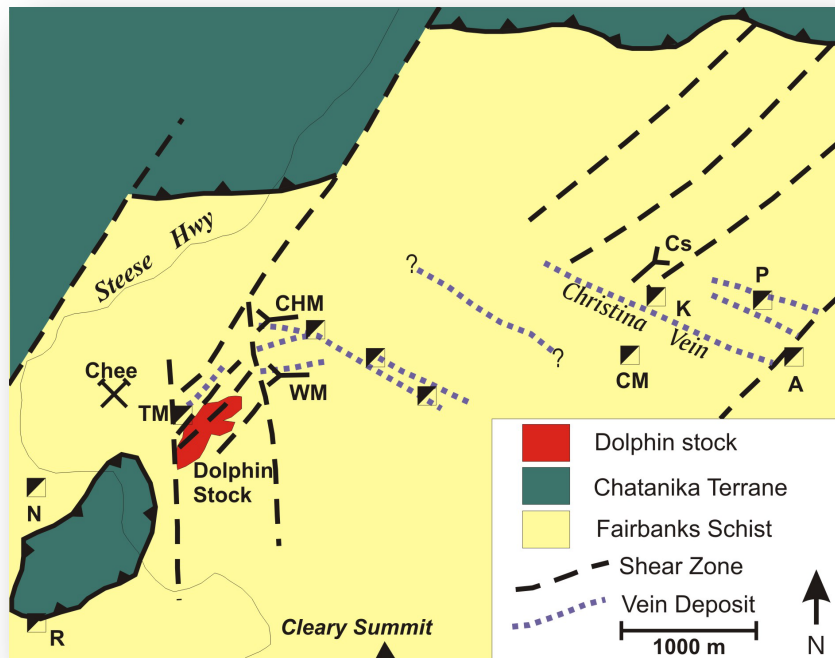 Steese Hwy
Cs
P
?
Christina
Vein
K
CHM
Chee
CM
A
TM
WM
Dolphin
Stock
N
R
Cleary Summit
Dolphin stock
Chatanika Terrane
Fairbanks Schist
Shear Zone
Vein Deposit
1000 m
N
?